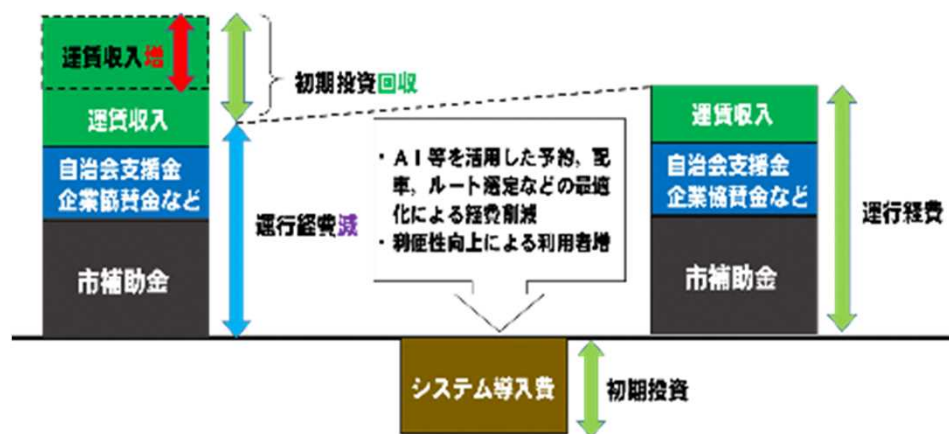 運賃収入増
初期投資回収
運賃収入
自治会支援金
企業協賛金など
市補助金
運行経費減
・ＡＩ等を活用した予約，配
車，ルート選定などの最適
化による経費削減
・利便性向上による利用者増
運賃収入
自治会支援金
企業協賛金など
市補助金
運行経費
システム導入費
初期投資